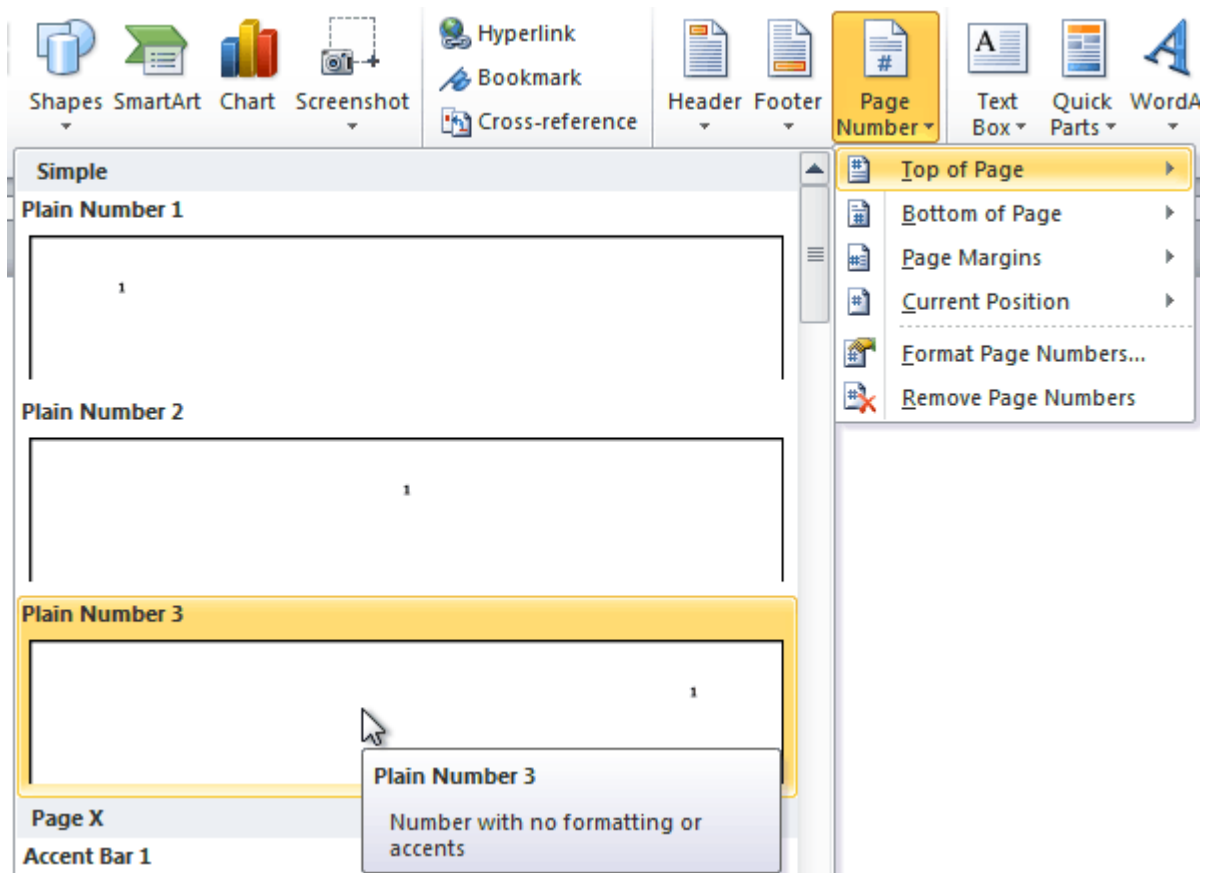 Shapes SmartArt Chart Screenshot
Hyperlink
Bookmark
Cross-reference
Header Footer
Page
Number
Text
Box
Quick
Parts
WordA
Simple
Plain Number 1
1
Plain Number 2
1
Plain Number 3
1
Plain Number 3
Number with no formatting or
accents
Page X
Accent Bar 1
Top of Page
Bottom of Page
Page Margins
Current Position
Format Page Numbers...
Remove Page Numbers